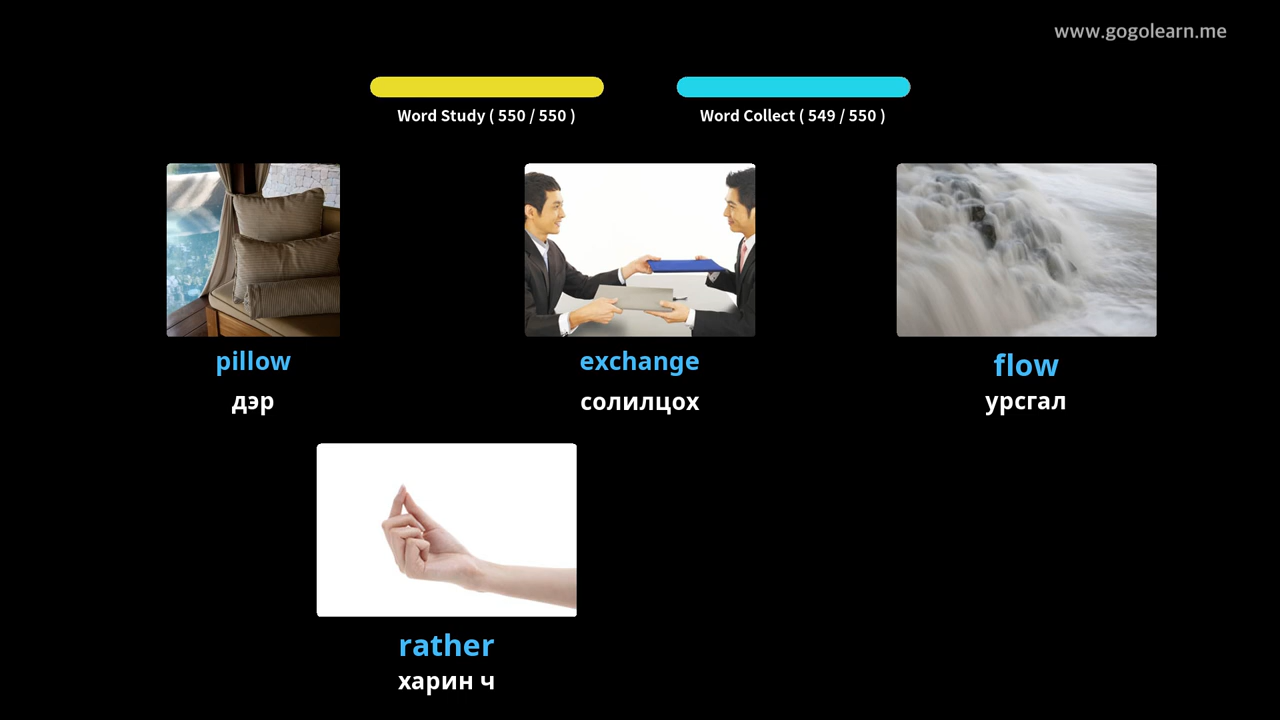 www.gogolearn.me
Word Study ( 550 / 550 )
Word Collect ( 549 / 550 )
pillow
дэр
exchange
солилцох
flow
урсгал
rather
харин ч